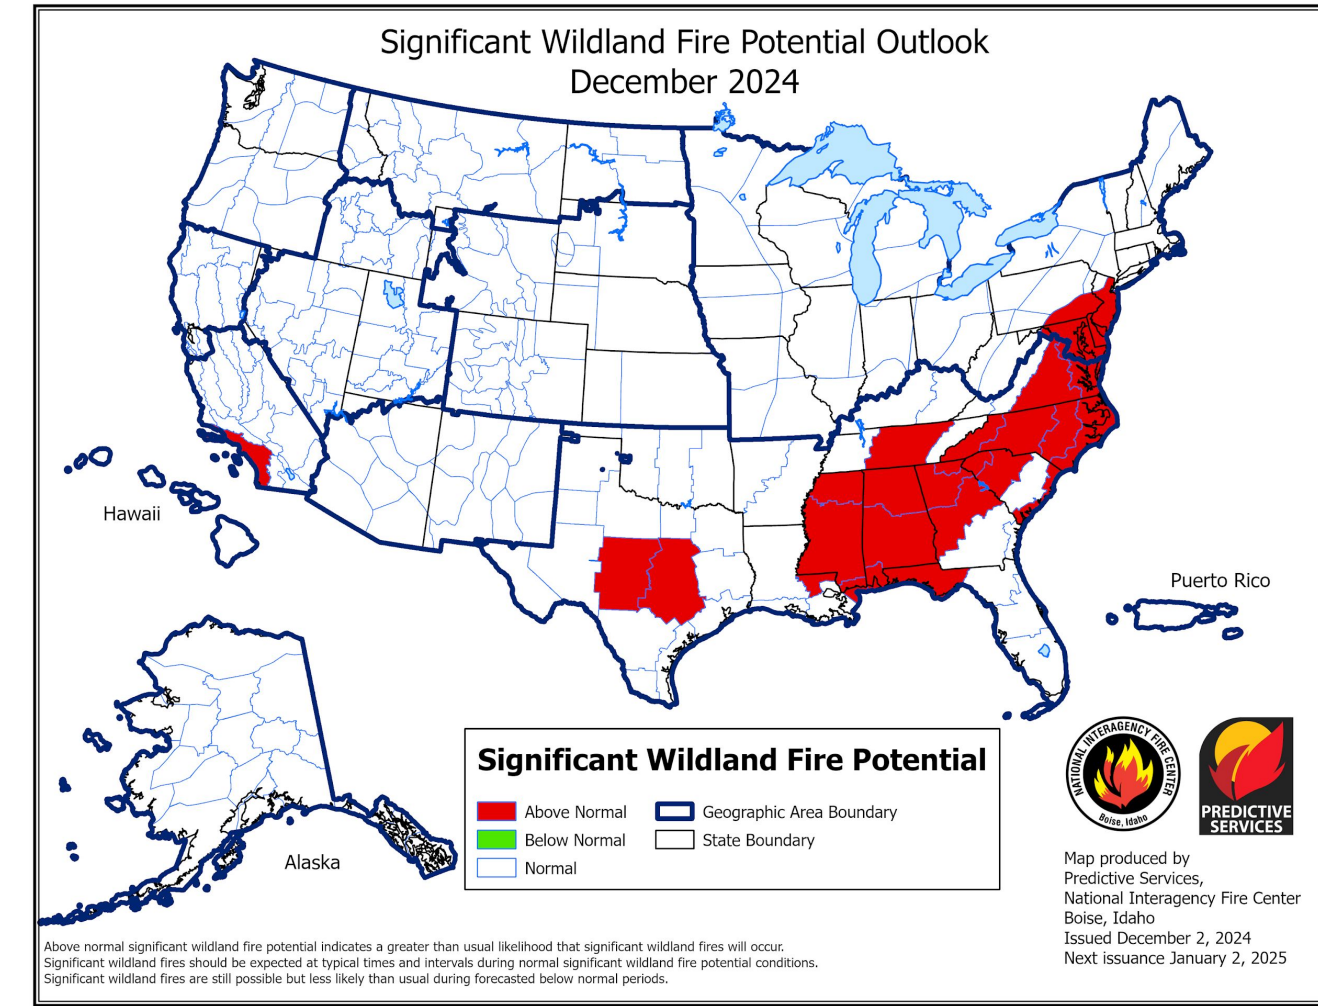 Significant Wildland Fire Potential Outlook
December 2024
Hawaii
Puerto Rico
Alaska
Significant Wildland Fire Potential
Above Normal
Below Normal
Normal
Geographic Area Boundary
State Boundary
NATIONAL INTERAGENCY FIRE CENTER
Boise, Idaho
PREDICTIVE
SERVICES
Map produced by
Predictive Services,
National Interagency Fire Center
Boise, Idaho
Issued December 2, 2024
Next issuance January 2, 2025
Above normal significant wildland fire potential indicates a greater than usual likelihood that significant wildland fires will occur.
Significant wildland fires should be expected at typical times and intervals during normal significant wildland fire potential conditions.
Significant wildland fires are still possible but less likely than usual during forecasted below normal periods.